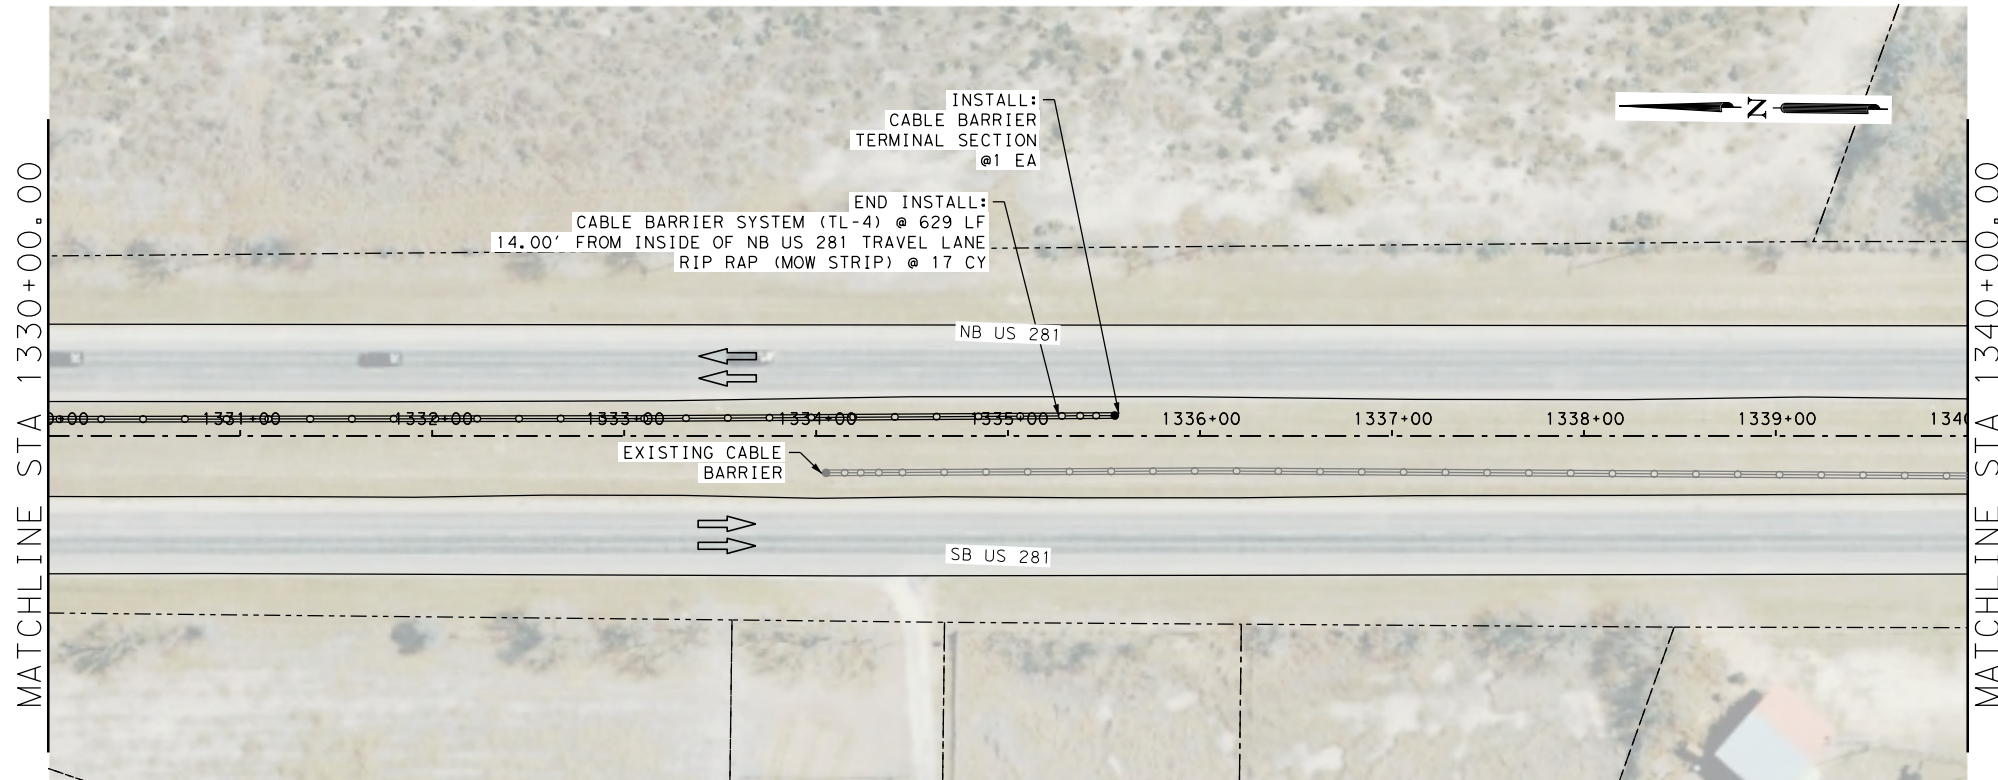 INSTALL:
CABLE BARRIER
TERMINAL SECTION
@1 EA
N
END INSTALL:
CABLE BARRIER SYSTEM (TL-4) @ 629 LF
14.00' FROM INSIDE OF NB US 281 TRAVEL LANE
RIP RAP (MOW STRIP) @ 17 CY
MATCHLINE STA 1330+00.00
MATCHLINE STA 1340+00.00
NB US 281
1331+00 1332+00 1333+00 1334+00 1335+00 1336+00 1337+00 1338+00 1339+00
EXISTING CABLE
BARRIER
SB US 281